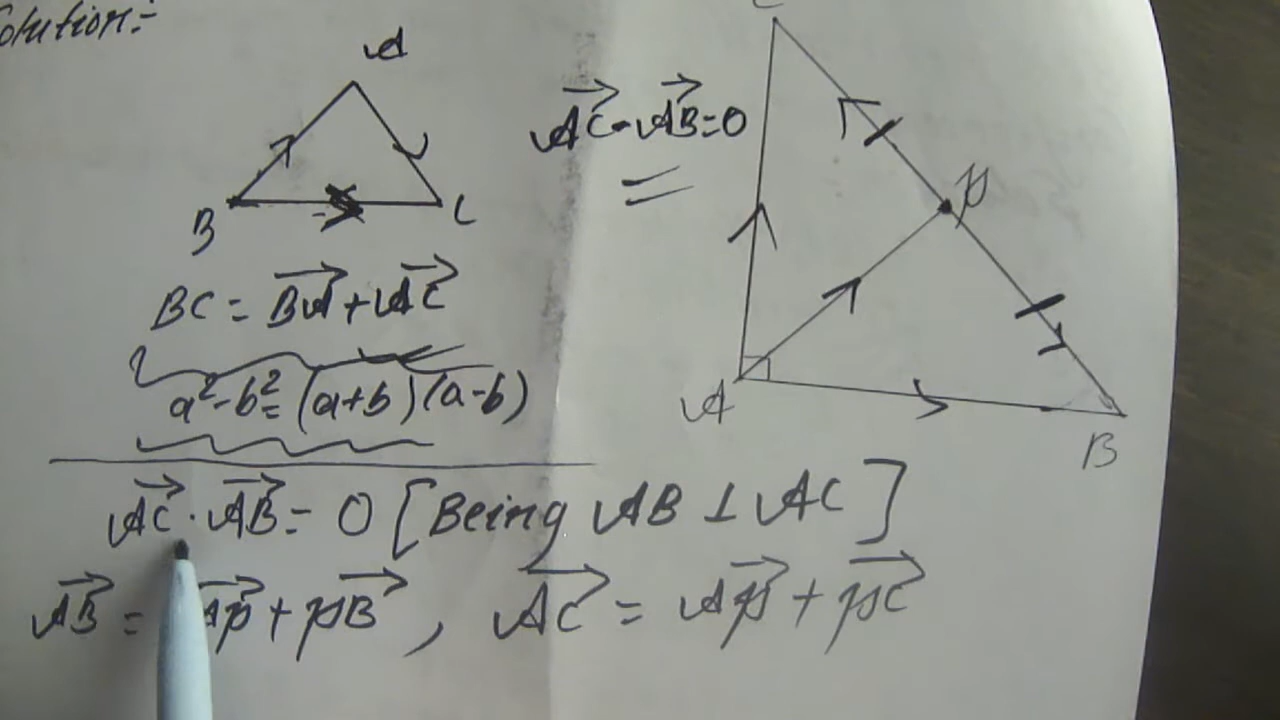 Solution:-
A
B
C
BC = BA + AC
a²-b² = (a+b)(a-b)
AC·AB=0
C
P
A
B
AC·AB = 0 [Being AB ⊥ AC]
AB = AP + PB, AC = AP + PC